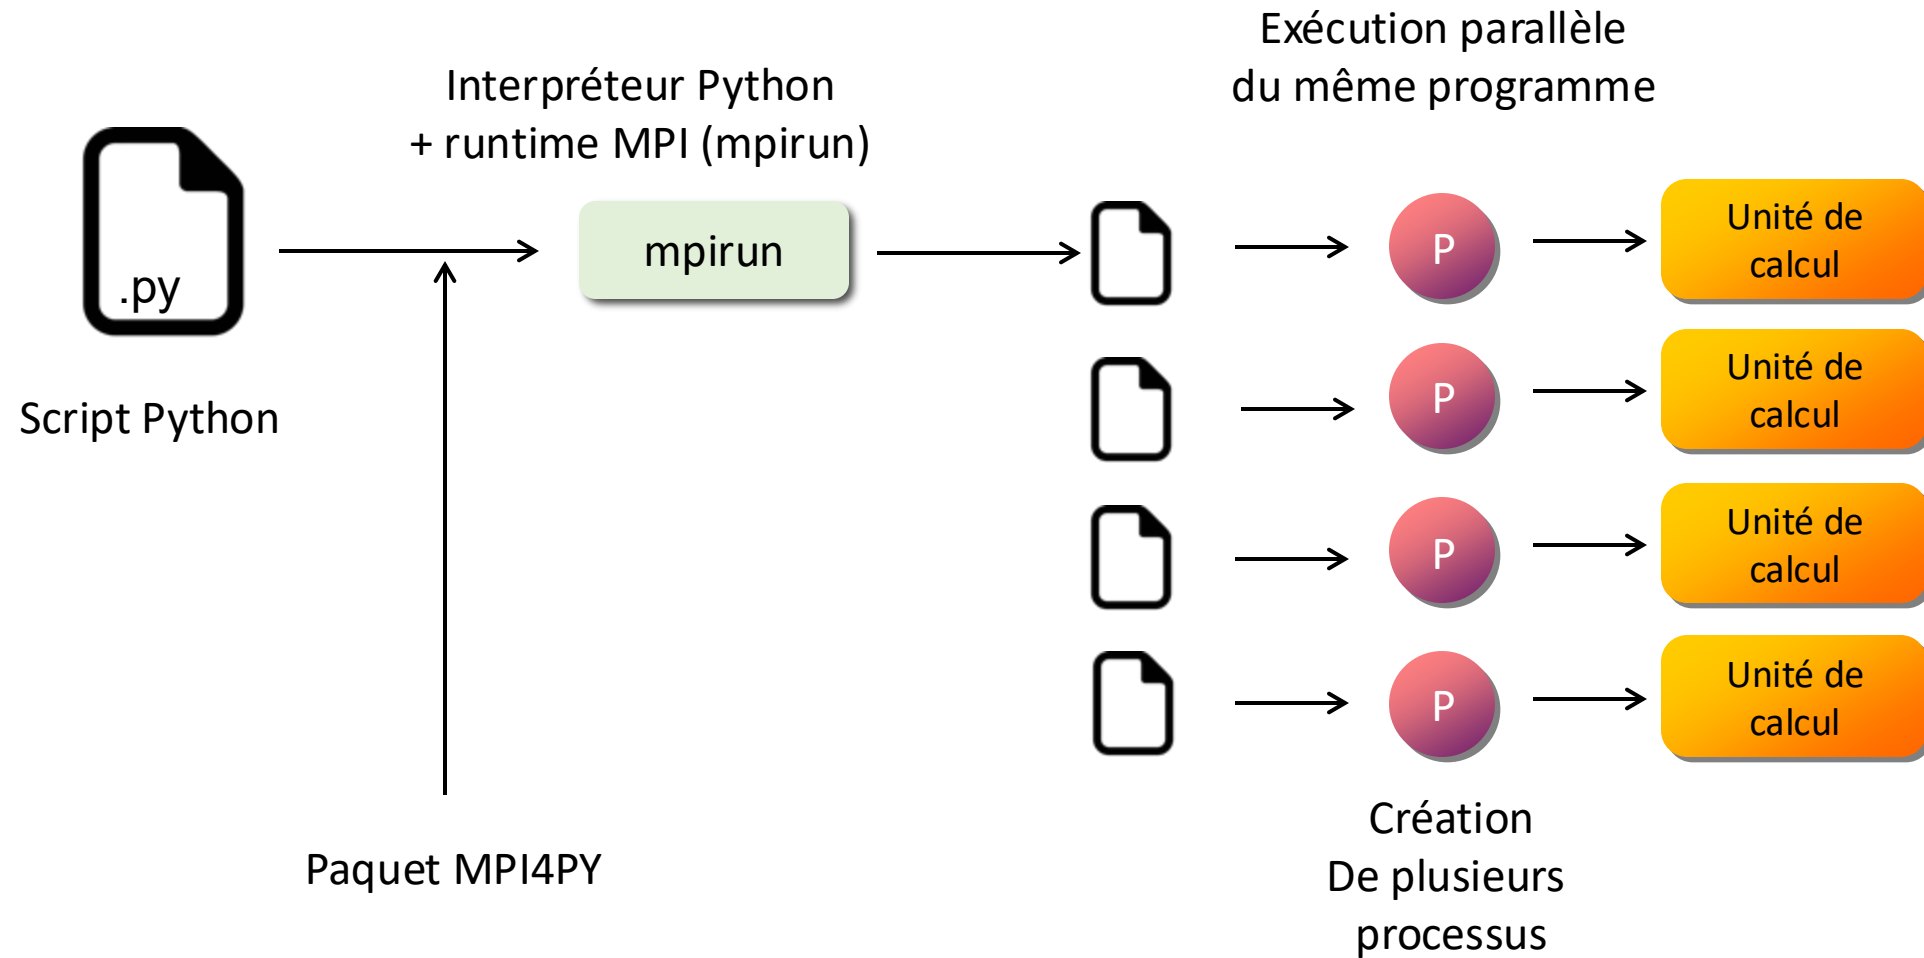 Exécution parallèle
du même programme
Interpréteur Python
+ runtime MPI (mpirun)
.py
mpirun
Script Python
Paquet MPI4PY
P
Unité de
calcul
P
Unité de
calcul
P
Unité de
calcul
P
Unité de
calcul
Création
De plusieurs
processus